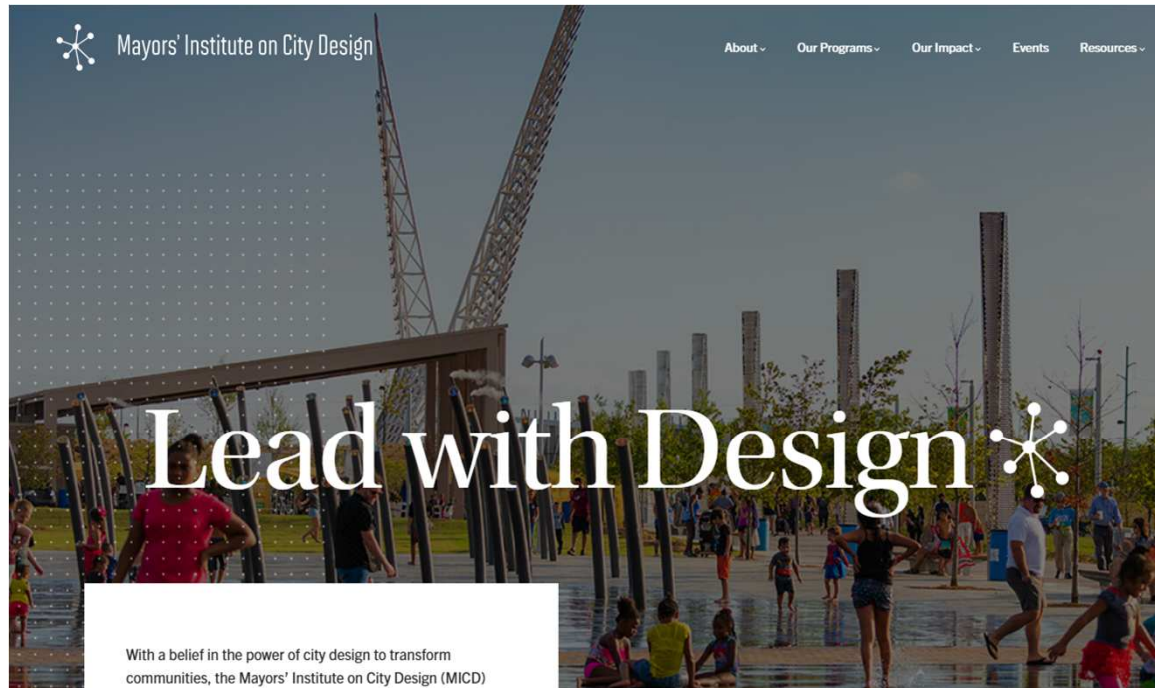 Mayors' Institute on City Design
About
Our Programs
Our Impact
Events
Resources
Lead with Design
With a belief in the power of city design to transform
communities, the Mayors' Institute on City Design (MICD)